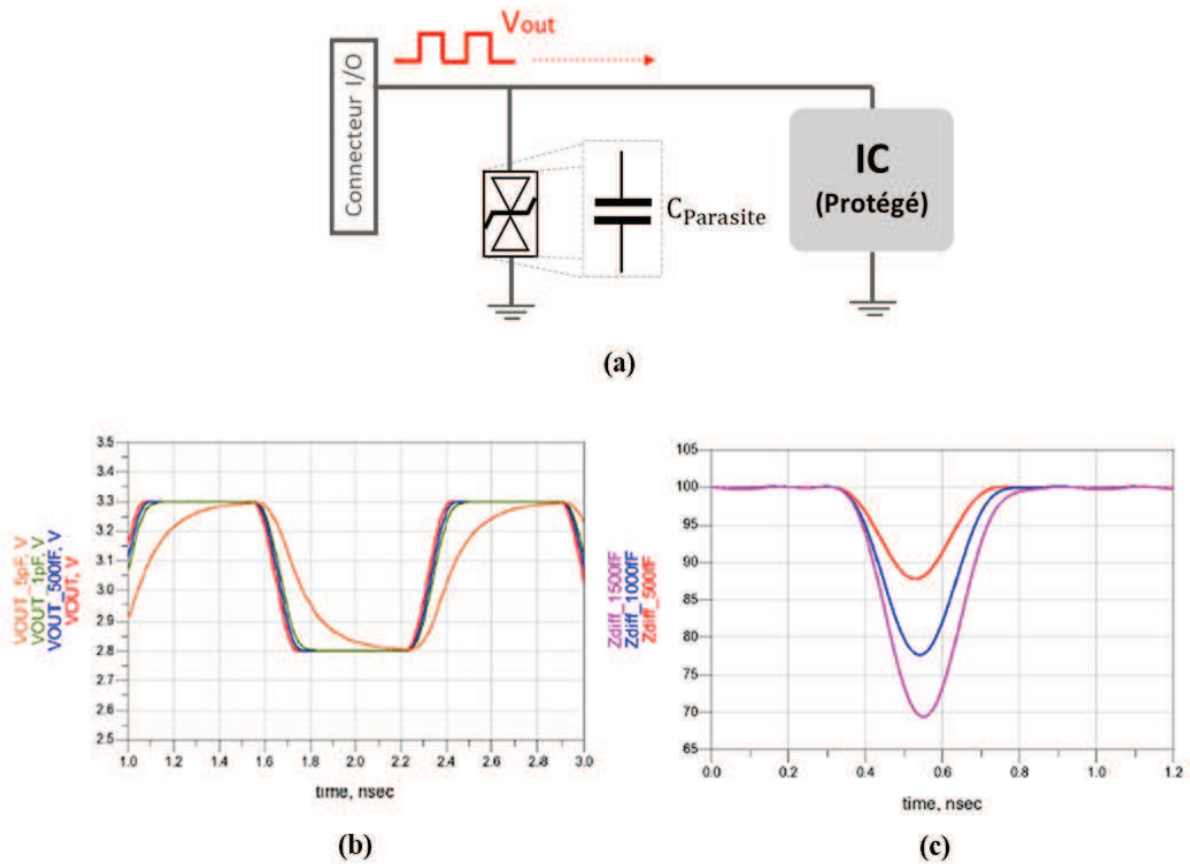 Vout
Connecteur I/O
IC
(Protégé)
CParasite
(a)
VOUT_5pF, V
VOUT_1pF, V
VOUT_500fF, V
VOUT, V
3.5
3.4
3.3
3.2
3.1
3.0
2.9
2.8
2.7
2.6
2.5
1.0 1.2 1.4 1.6 1.8 2.0 2.2 2.4 2.6 2.8 3.0
time, nsec
(b)
Zdiff_1500fF
Zdiff_1000fF
Zdiff_500fF
105
100
95
90
85
80
75
70
65
0.0 0.2 0.4 0.6 0.8 1.0 1.2
time, nsec
(c)